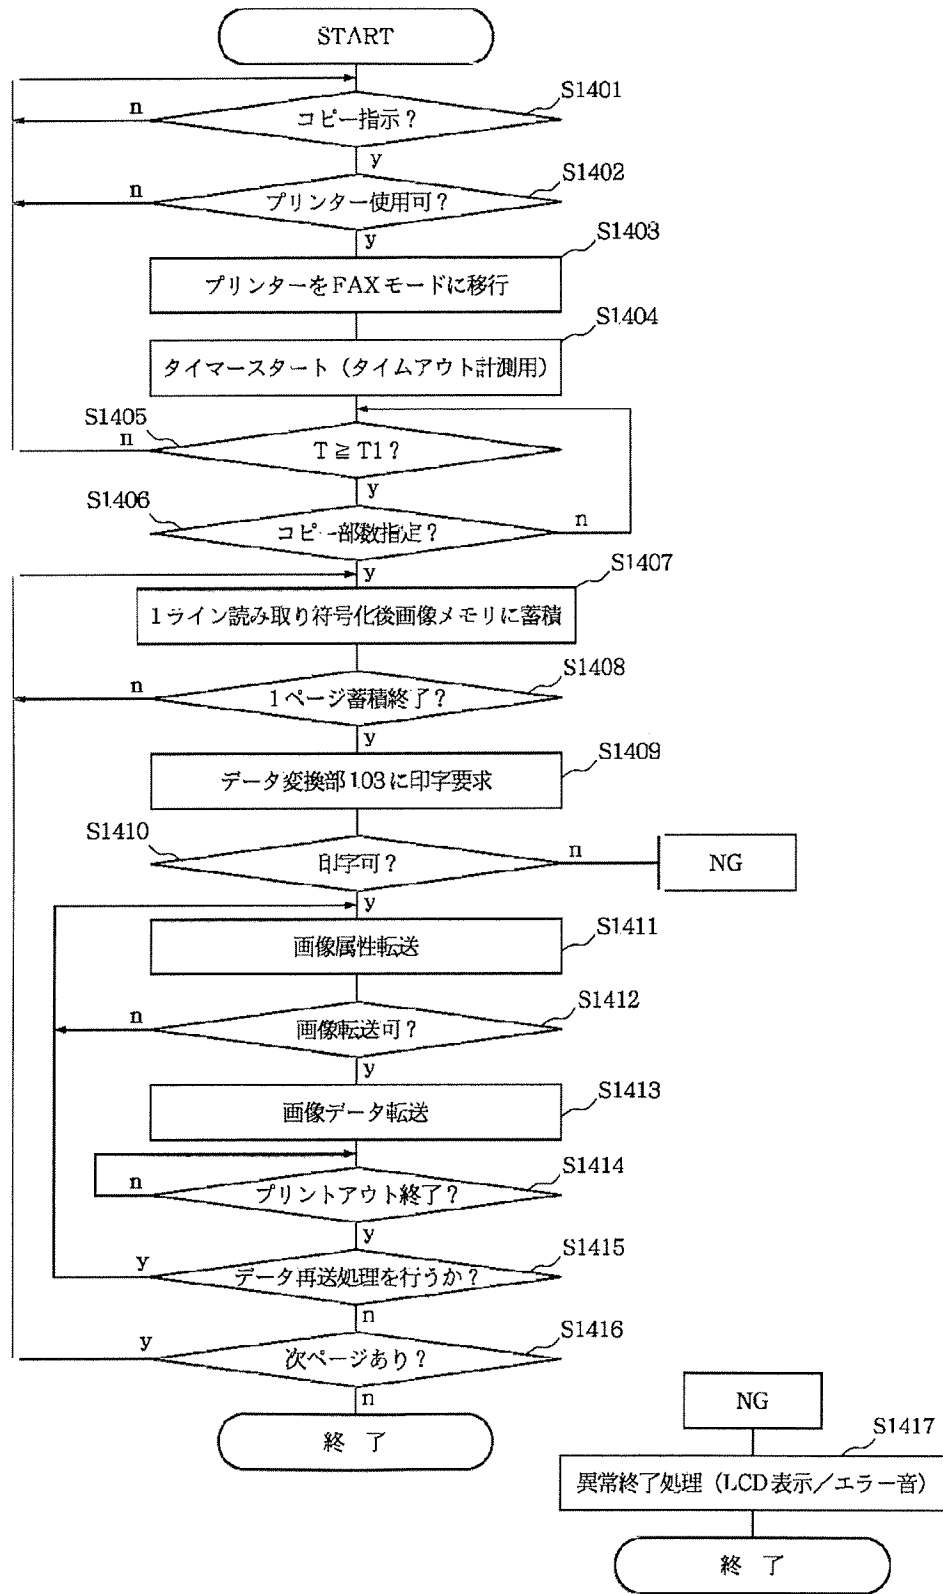 START
S1401
n
コピー指示？
y
S1402
n
プリンター使用可？
y
S1403
プリンターをFAXモードに移行
S1404
タイマースタート（タイムアウト計測用）
S1405
n
T≧T1？
y
S1406
コピー部数指定？
n
y
S1407
1ライン読み取り符号化後画像メモリに蓄積
S1408
n
1ページ蓄積終了？
y
S1409
データ変換部103に印字要求
S1410
印字可？
n
NG
y
S1411
画像属性転送
S1412
n
画像転送可？
y
S1413
画像データ転送
S1414
n
プリントアウト終了？
y
S1415
y
データ再送処理を行うか？
n
S1416
y
次ページあり？
n
終 了
NG
S1417
異常終了処理（LCD表示／エラー音）
終 了